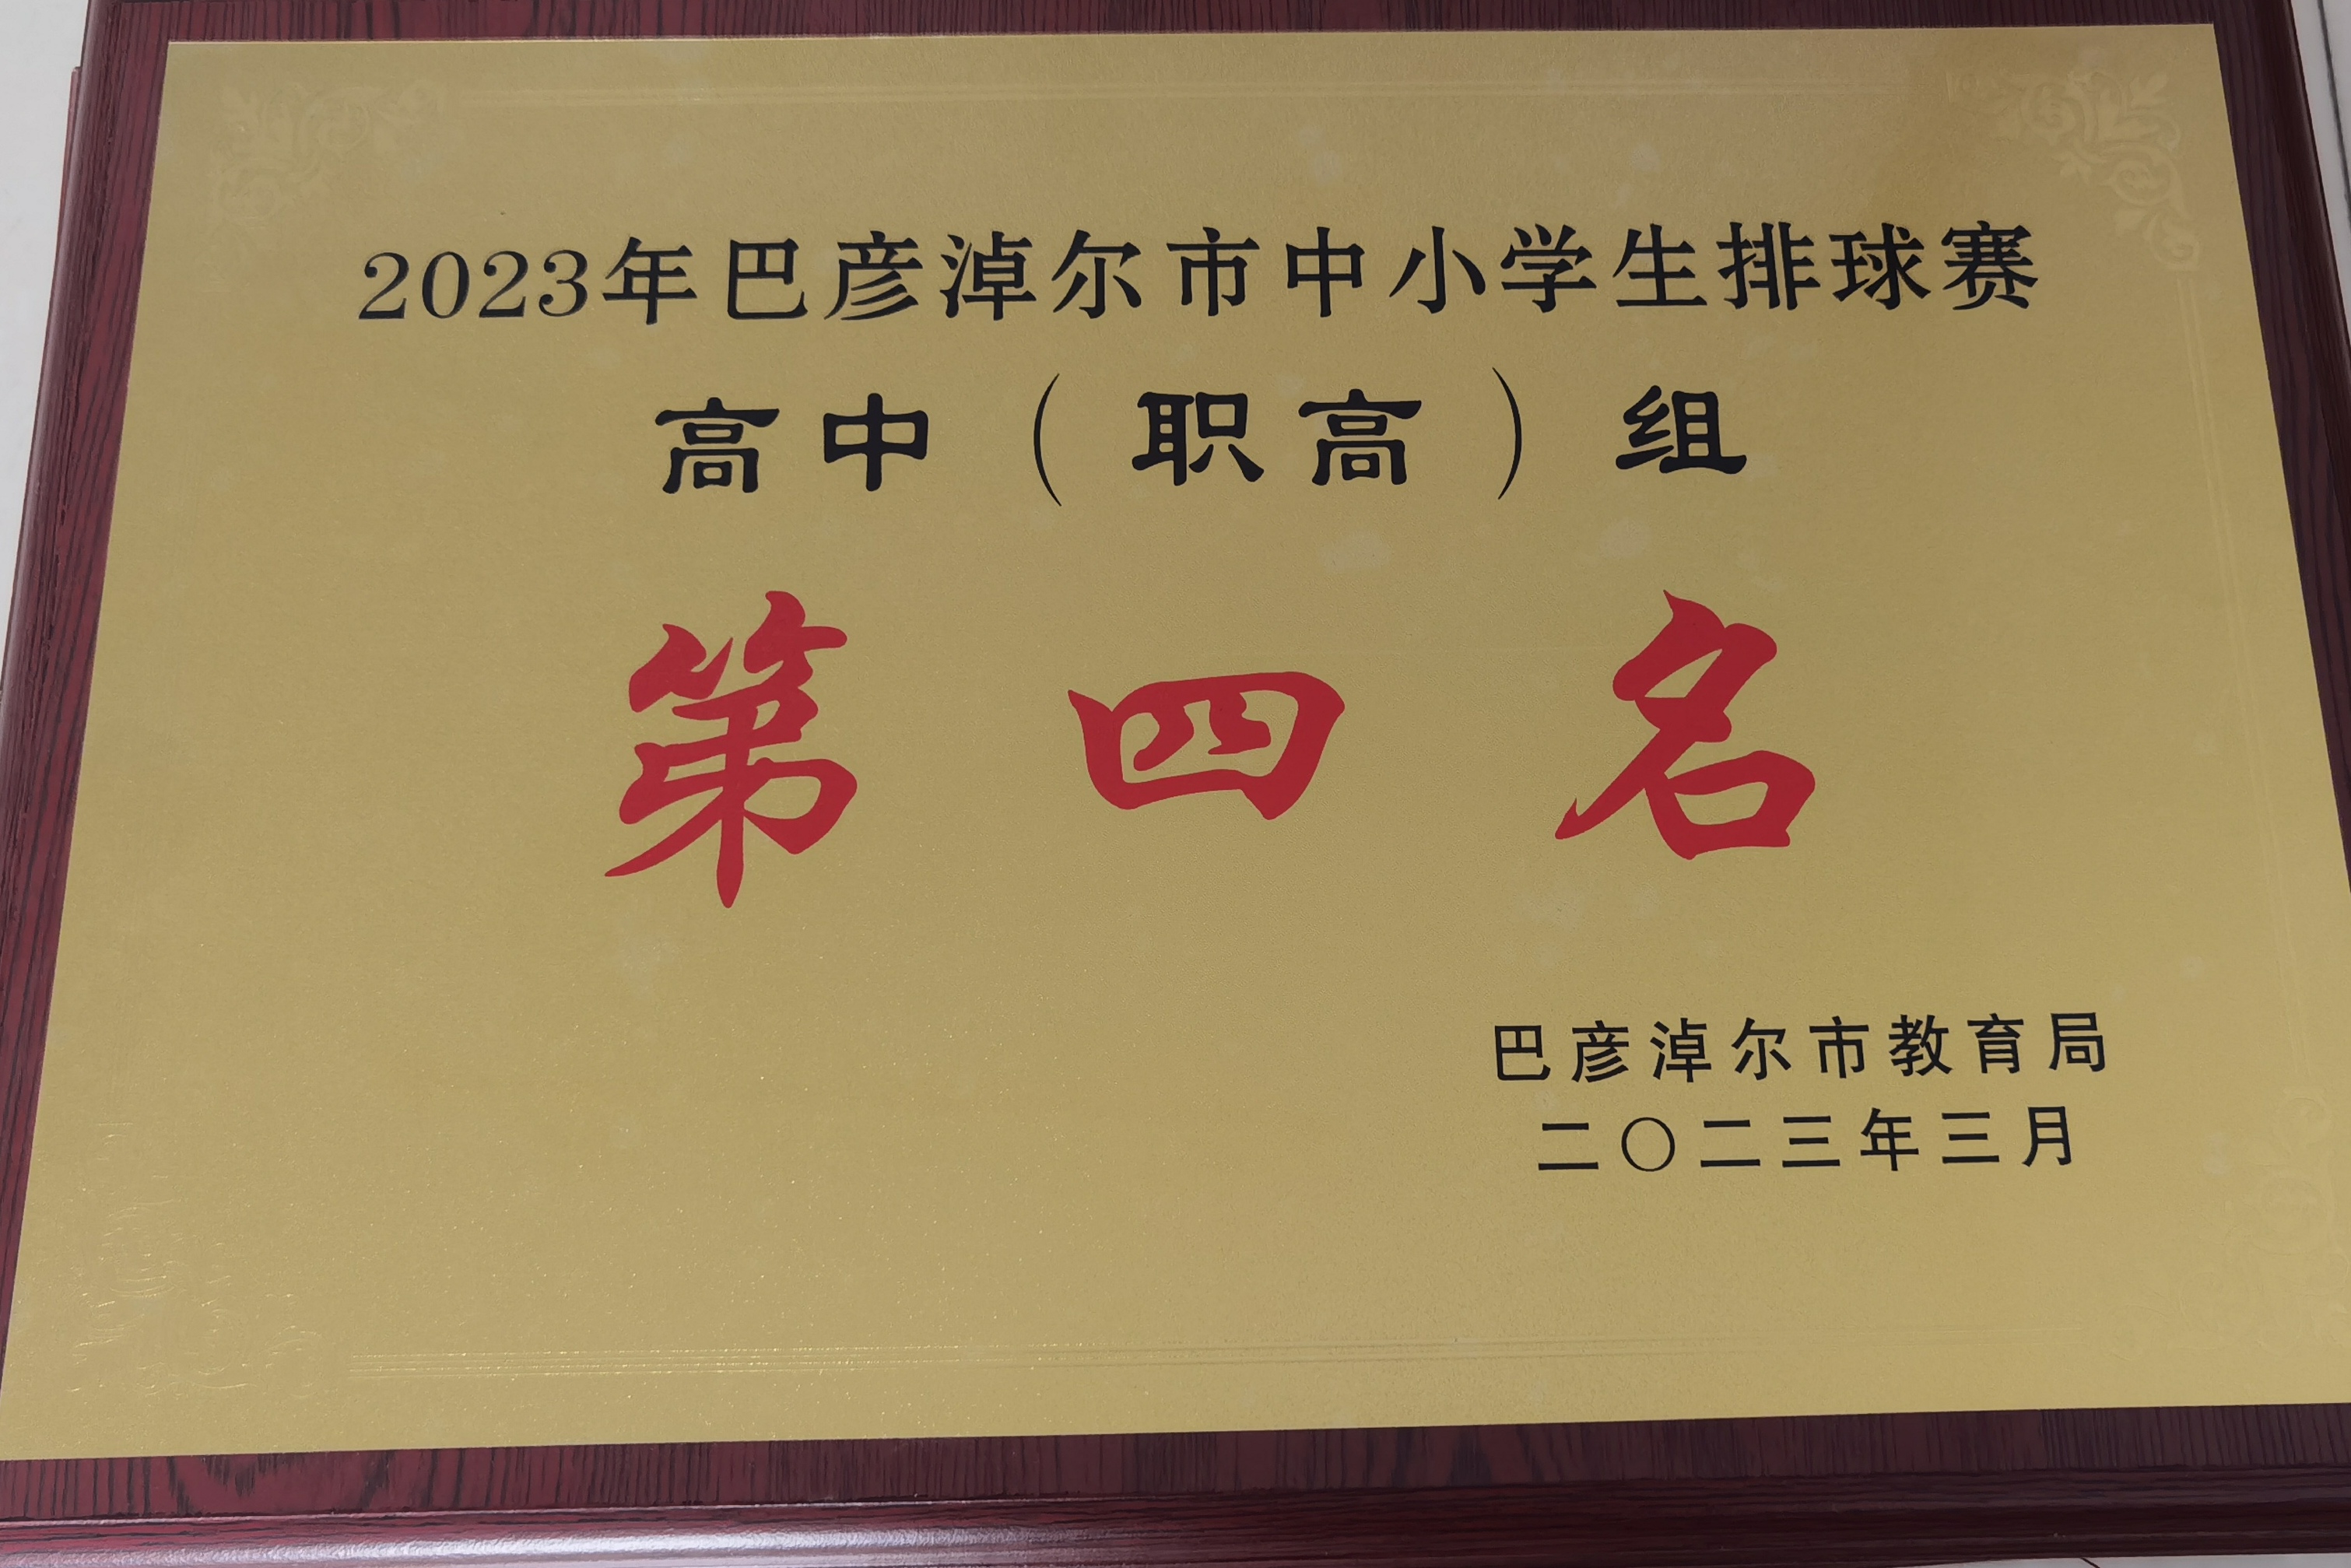 2023年巴彦淖尔市中小学生排球赛
高中（职高）组
第四名
巴彦淖尔市教育局
二〇二三年三月